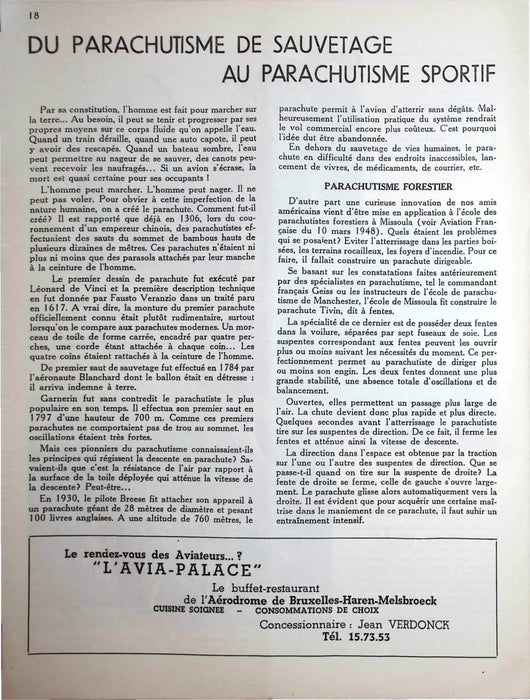 18
DU PARACHUTISME DE SAUVETAGE
AU PARACHUTISME SPORTIF
Par sa constitution, l'homme est fait pour marcher sur
la terre... Au besoin, il peut se tenir et progresser par ses
propres moyens sur ce corps fluide qu'on appelle l'eau.
Quand un train déraille, quand une auto capote, il peut
y avoir des rescapés. Quand un bateau sombre, l'eau
peut permettre au nageur de se sauver, des canots peu-
vent recevoir les naufragés... Si un avion s'écrase, la
mort est quasi certaine pour ses occupants !
L'homme peut marcher. L'homme peut nager. Il ne
peut pas voler. Pour obvier à cette imperfection de la
nature humaine, on a créé le parachute. Comment fut-il
créé? Il est rapporté que déjà en 1306, lors du cou-
ronnement d'un empereur chinois, des parachutistes ef-
fectuaient des sauts du sommet de bambous hauts de
plusieurs dizaines de mètres. Ces parachutes n'étaient ni
plus ni moins que des parasols attachés par leur manche
à la ceinture de l'homme.
Le premier dessin de parachute fut exécuté par
Léonard de Vinci et la première description technique
en fut donnée par Fausto Veranzio dans un traité paru
en 1617. A vrai dire, la monture du premier parachute
officiellement connu était plutôt rudimentaire, surtout
lorsqu'on le compare aux parachutes modernes. Un mor-
ceau de toile de forme carrée, encadré par quatre per-
ches, une corde étant attachée à chaque coin... Les
quatre coins étaient rattachés à la ceinture de l'homme.
De premier saut de sauvetage fut effectué en 1784 par
l'aéronaute Blanchard dont le ballon était en détresse :
il arriva indemne à terre.
Garnerin fut sans contredit le parachutiste le plus
populaire en son temps. Il effectua son premier saut en
1797 d'une hauteur de 700 m. Comme ces premiers
parachutes ne comportaient pas de trou au sommet, les
oscillations étaient très fortes.
Mais ces pionniers du parachutisme connaissaient-ils
les principes qui régissent la descente en parachute? Sa-
vaient-ils que c'est la résistance de l'air par rapport à
la surface de la toile déployée qui atténue la vitesse de
la descente? Peut-être...
En 1930, le pilote Breese fit attacher son appareil à
un parachute géant de 28 mètres de diamètre et pesant
100 livres anglaises. A une altitude de 760 mètres, le
parachute permit à l'avion d'atterrir sans dégâts. Mal-
heureusement l'utilisation pratique du système rendrait
le vol commercial encore plus coûteux. C'est pourquoi
l'idée dut être abandonnée.
En dehors du sauvetage de vies humaines, le para-
chute en difficulté dans des endroits inaccessibles, lan-
cement de vivres, de médicaments, de courrier, etc.
PARACHUTISME FORESTIER
D'autre part une curieuse innovation de nos amis
américains vient d'être mise en application à l'école des
parachutistes forestiers à Missoula (voir Aviation Fran-
çaise du 10 mars 1948). Quels étaient les problèmes
qui se posaient? Eviter l'atterrissage dans les parties boi-
sées, les terrains rocailleux, les foyers d'incendie. Pour ce
faire, il fallait construire un parachute dirigeable.
Se basant sur les constatations faites antérieurement
par des spécialistes en parachutisme, tel le commandant
français Geiss ou les instructeurs de l'école de parachu-
tisme de Manchester, l'école de Missoula fit construire le
parachute Tivin, dit à fentes.
La spécialité de ce dernier est de posséder deux fentes
dans la voilure, séparées par sept fuseaux de soie. Les
suspentes correspondant aux fentes peuvent les ouvrir
plus ou moins suivant les nécessités du moment. Ce per-
fectionnement permet au parachutiste de diriger plus
ou moins son engin. Les deux fentes donnent une plus
grande stabilité, une absence totale d'oscillations et de
balancement.
Ouvertes, elles permettent un passage plus large de
l'air. La chute devient donc plus rapide et plus directe.
Quelques secondes avant l'atterrissage le parachutiste
tire sur les suspentes de direction. De ce fait, il ferme les
fentes et atténue ainsi la vitesse de descente.
La direction dans l'espace est obtenue par la traction
sur l'une ou l'autre des suspentes de direction. Que se
passe-t-il quand on tire sur la suspente de droite? La
fente de droite se ferme, celle de gauche s'ouvre large-
ment. Le parachute glisse alors automatiquement vers la
droite. Il est évident que pour acquérir une certaine maî-
trise dans le maniement de ce parachute, il faut subir un
entraînement intensif.
Le rendez-vous des Aviateurs...?
"L'AVIA-PALACE"
Le buffet-restaurant
de l'Aérodrome de Bruxelles-Haren-Melsbroeck
CUISINE SOIGNEE – CONSOMMATIONS DE CHOIX
Concessionnaire : Jean VERDONCK
Tél. 15.73.53